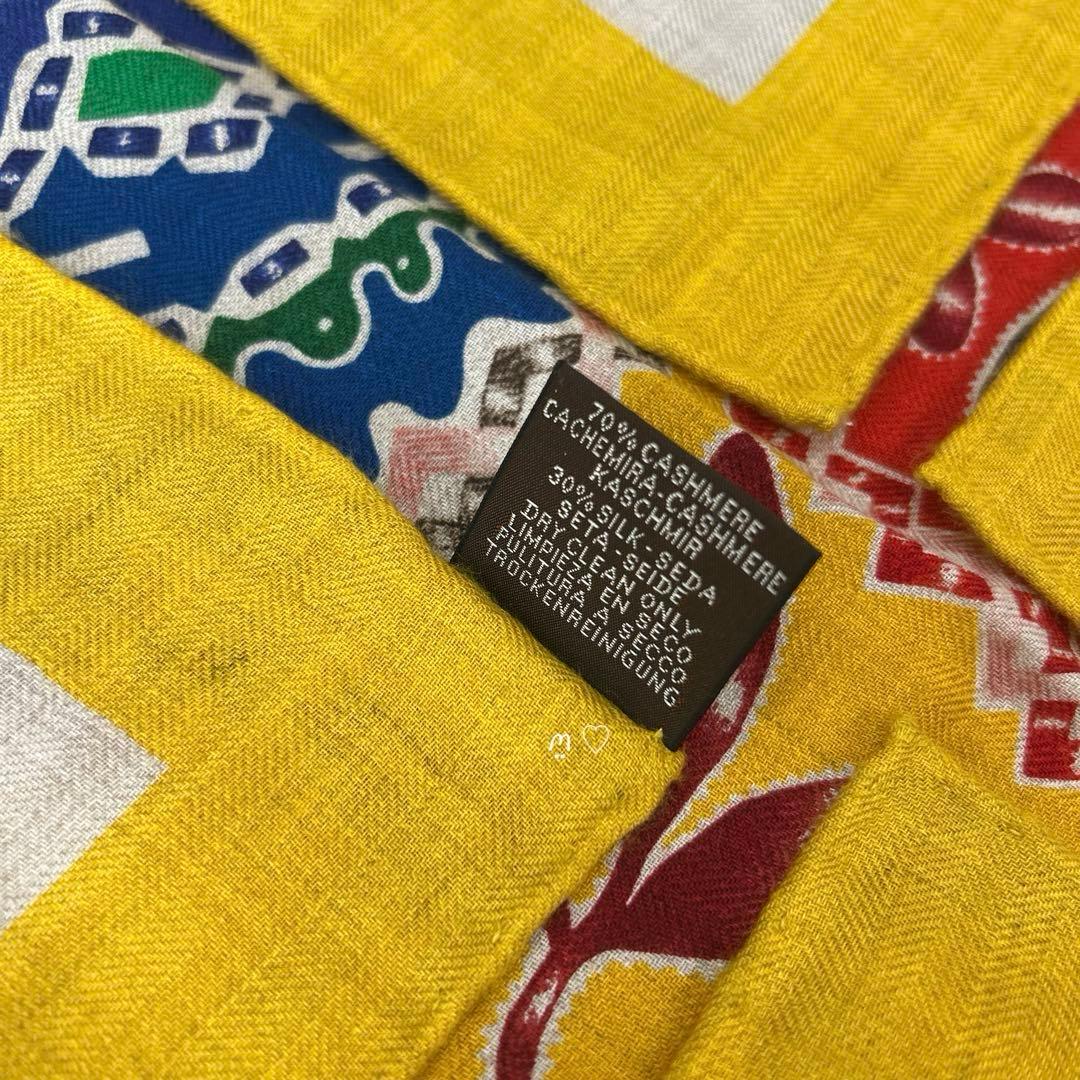 70% CASHMERE
CACHEMIRA-CASHMERE
KASCHMIR
30% SILK-SEDA
SETA-SEIDE
DRY CLEAN ONLY
LIMPIEZA EN SECO
PULITURA A SECCO
TROCKENREINIGUNG